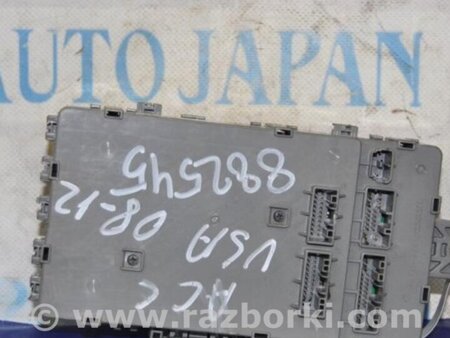 AUTO JAPAN
882545
08-12
USA
ACC
www.razborki.com